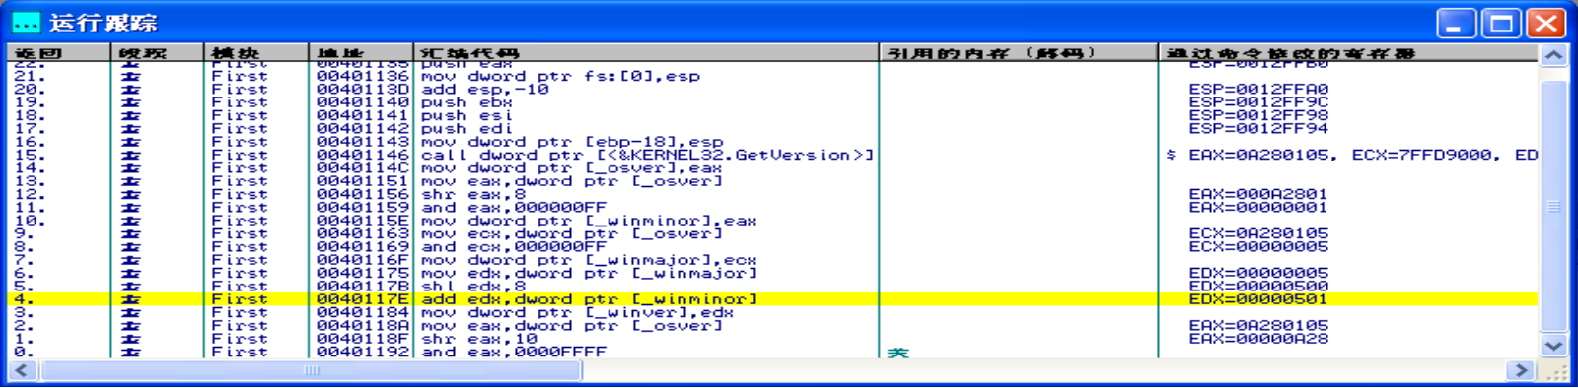 运行跟踪
返回 线程 模块 地址 汇编代码 引用的内存（解码） 通过命令修改的寄存器
22. 主 First 00401135 push eax ESP=0012FFB0
21. 主 First 00401136 mov dword ptr fs:[0],esp
20. 主 First 0040113D add esp,-10 ESP=0012FFA0
19. 主 First 00401140 push ebx ESP=0012FF9C
18. 主 First 00401141 push esi ESP=0012FF98
17. 主 First 00401142 push edi ESP=0012FF94
16. 主 First 00401143 mov dword ptr [ebp-18],esp
15. 主 First 00401146 call dword ptr [<&KERNEL32.GetVersion>] $ EAX=0A280105, ECX=7FFD9000, ED
14. 主 First 0040114C mov dword ptr [_osver],eax
13. 主 First 00401151 mov eax,dword ptr [_osver]
12. 主 First 00401156 shr eax,8 EAX=000A2801
11. 主 First 00401159 and eax,000000FF EAX=00000001
10. 主 First 0040115E mov dword ptr [_winminor],eax
9. 主 First 00401163 mov ecx,dword ptr [_osver] ECX=0A280105
8. 主 First 00401169 and ecx,000000FF ECX=00000005
7. 主 First 0040116F mov dword ptr [_winmajor],ecx
6. 主 First 00401175 mov edx,dword ptr [_winmajor] EDX=00000005
5. 主 First 0040117B shl edx,8 EDX=00000500
4. 主 First 0040117E add edx,dword ptr [_winminor] EDX=00000501
3. 主 First 00401184 mov dword ptr [_winver],edx
2. 主 First 0040118A mov eax,dword ptr [_osver] EAX=0A280105
1. 主 First 0040118F shr eax,10 EAX=00000A28
0. 主 First 00401192 and eax,0000FFFF